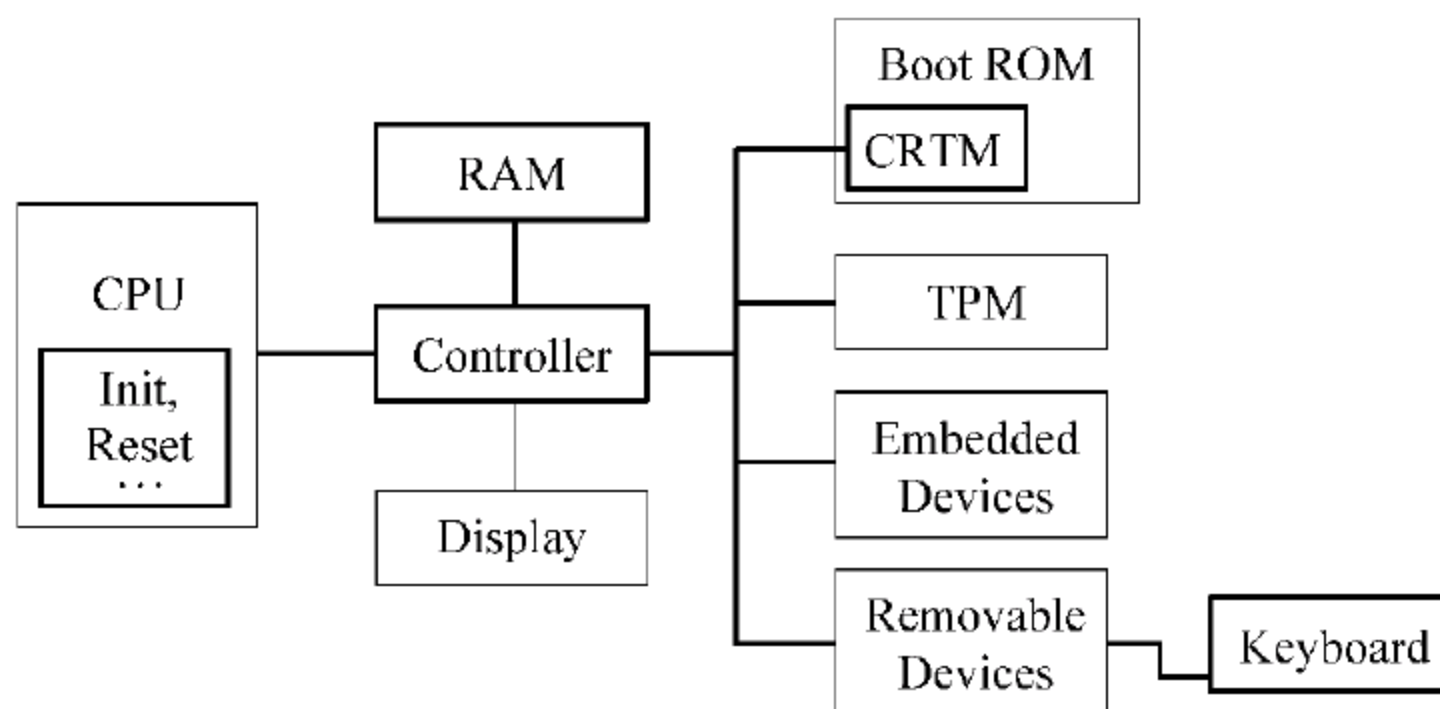 Boot ROM
CRTM
RAM
CPU
Init,
Reset
...
Controller
TPM
Display
Embedded
Devices
Removable
Devices
Keyboard